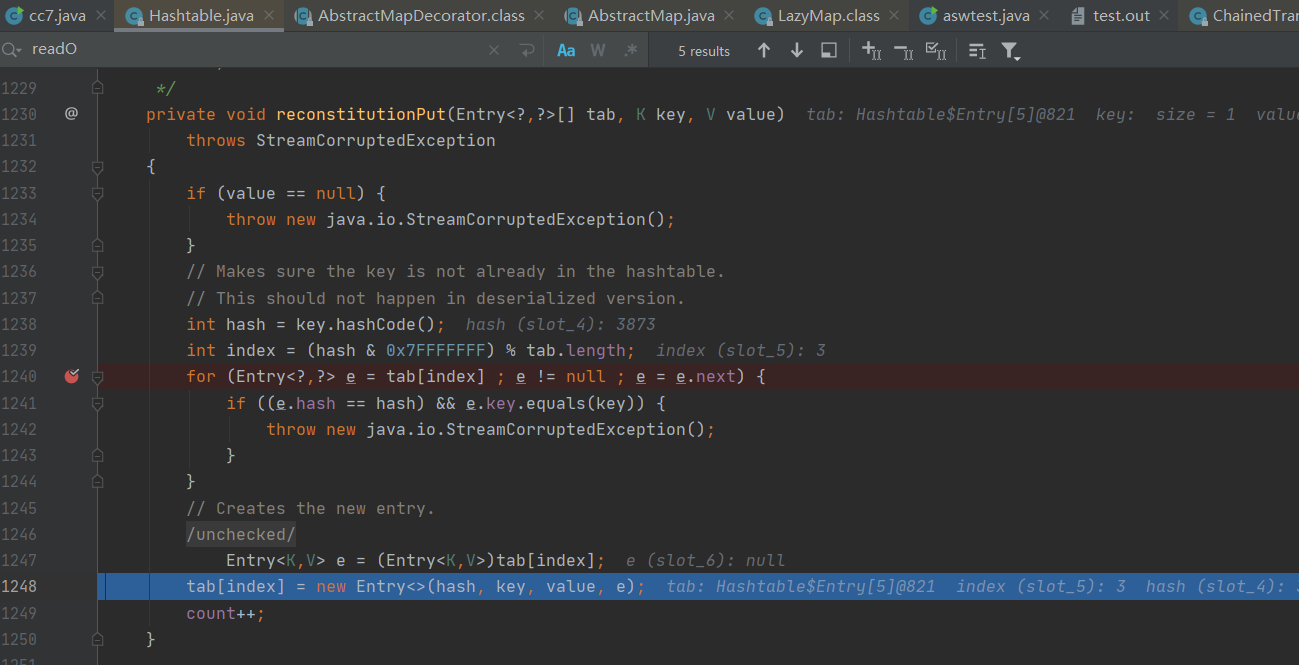 cc7.java Hashtable.java AbstractMapDecorator.class AbstractMap.java LazyMap.class aswtest.java test.out ChainedTra
readO Aa W .* 5 results
1229 */
1230 @ private void reconstitutionPut(Entry<?,?>[] tab, K key, V value) tab: Hashtable$Entry[5]@821 key: size = 1 valu
1231 throws StreamCorruptedException
1232 {
1233 if (value == null) {
1234 throw new java.io.StreamCorruptedException();
1235 }
1236 // Makes sure the key is not already in the hashtable.
1237 // This should not happen in deserialized version.
1238 int hash = key.hashCode(); hash (slot_4): 3873
1239 int index = (hash & 0x7FFFFFFF) % tab.length; index (slot_5): 3
1240 for (Entry<?,?> e = tab[index] ; e != null ; e = e.next) {
1241 if ((e.hash == hash) && e.key.equals(key)) {
1242 throw new java.io.StreamCorruptedException();
1243 }
1244 }
1245 // Creates the new entry.
1246 /unchecked/
1247 Entry<K,V> e = (Entry<K,V>)tab[index]; e (slot_6): null
1248 tab[index] = new Entry<>(hash, key, value, e); tab: Hashtable$Entry[5]@821 index (slot_5): 3 hash (slot_4):
1249 count++;
1250 }